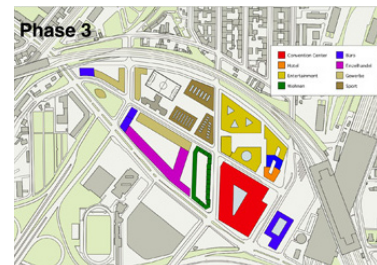 Phase 3
Convention Center
Hotel
Entertainment
Wohnen
Büro
Einzelhandel
Gewerbe
Sport